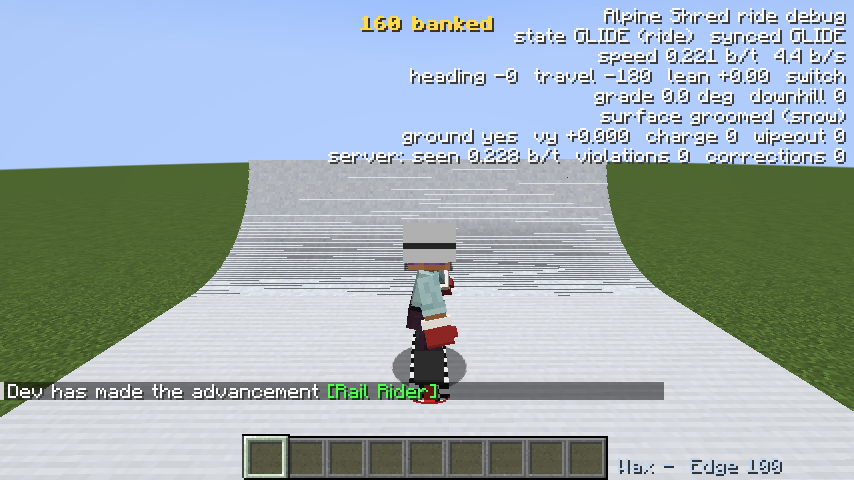 160 banked
Alpine Shred ride debug
state GLIDE (ride) synced GLIDE
speed 0.221 b/t 4.4 b/s
heading -0 travel -180 lean +0.00 switch
grade 0.0 deg downhill 0
surface groomed (snow)
ground yes vy +0.000 charge 0 wipeout 0
server: seen 0.228 b/t violations 0 corrections 0
Dev has made the advancement [Rail Rider]
Wax - Edge 100